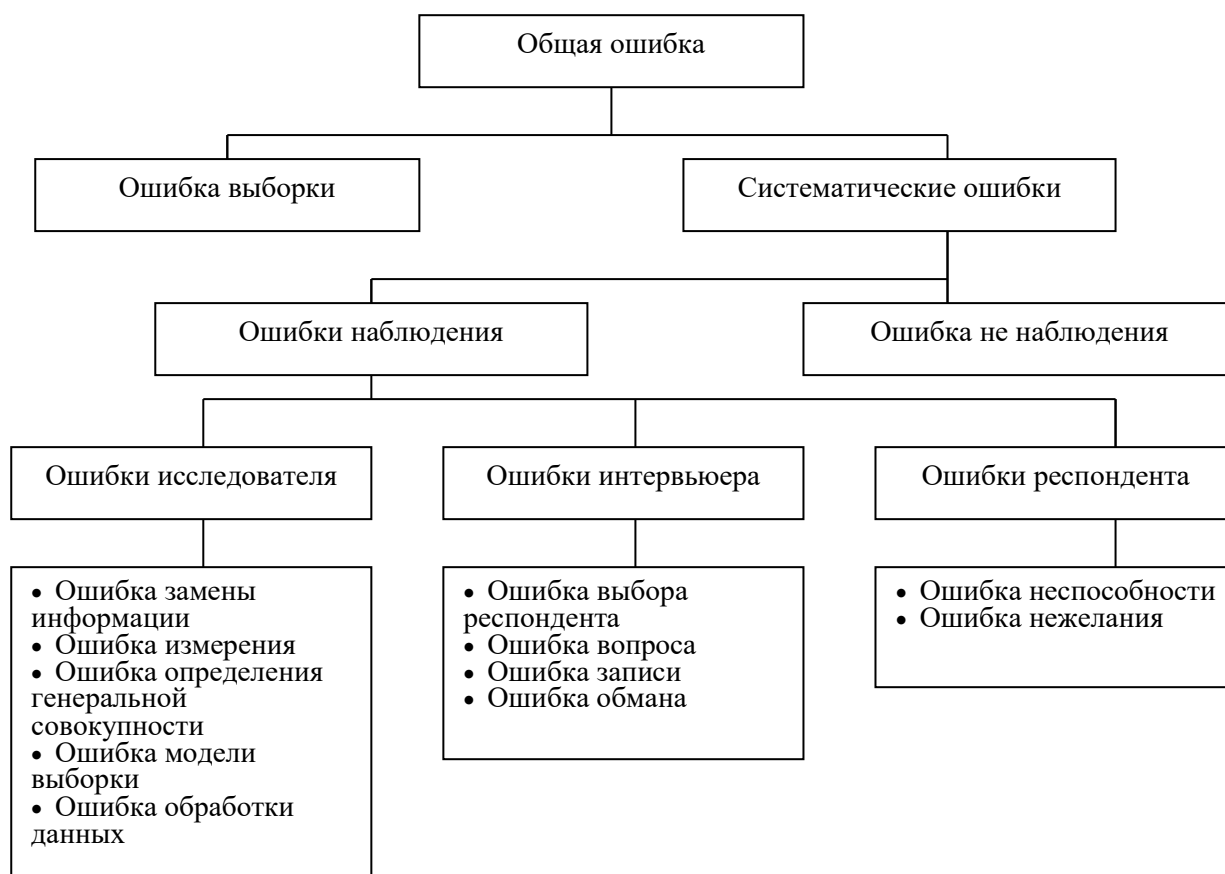 Общая ошибка
Ошибка выборки
Систематические ошибки
Ошибки наблюдения
Ошибка не наблюдения
Ошибки исследователя
Ошибки интервьюера
Ошибки респондента
• Ошибка замены
информации
• Ошибка измерения
• Ошибка определения
генеральной
совокупности
• Ошибка модели
выборки
• Ошибка обработки
данных
• Ошибка выбора
респондента
• Ошибка вопроса
• Ошибка записи
• Ошибка обмана
• Ошибка неспособности
• Ошибка нежелания